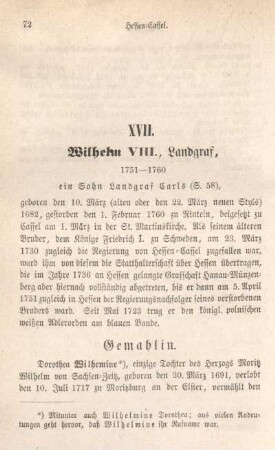 72
Hessen-Cassel.
XVII.
Wilhelm VIII., Landgraf,
1751—1760
ein Sohn Landgraf Carls (S. 58),
geboren den 10. März (alten oder den 22. März neuen Styls)
1682, gestorben den 1. Februar 1760 zu Rinteln, beigesetzt zu
Cassel am 1. März in der St. Martinskirche. Als seinem älteren
Bruder, dem Könige Friedrich I. zu Schweden, am 23. März
1730 zugleich die Regierung von Hessen-Cassel zugefallen war,
ward ihm von diesem die Statthalterschaft über Hessen übertragen,
die im Jahre 1736 an Hessen gelangte Grafschaft Hanau-Münzen-
berg aber hiernach vollständig abgetreten, bis er dann am 5. April
1751 zugleich in Hessen der Regierungsnachfolger seines verstorbenen
Bruders ward. Seit Mai 1723 trug er den königl. polnischen
weißen Adlerorden am blauen Bande.
Gemahlin.
Dorothea Wilhermine*), einzige Tochter des Herzogs Moritz
Wilhelm von Sachsen-Zeitz, geboren den 20. März 1691, verlobt
den 10. Juli 1717 zu Moritzburg an der Elster, vermählt den
*) Mitunter auch Wilhelmine Dorothea; aus vielen Andeu-
tungen geht hervor, daß Wilhelmine ihr Rufname war.